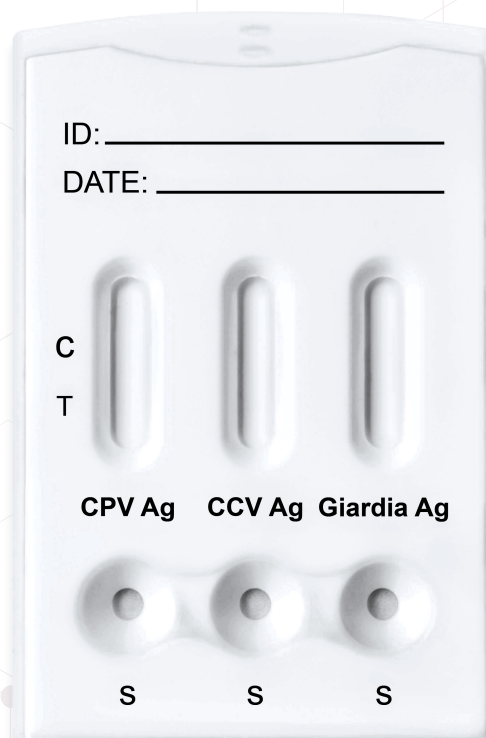 ID:
DATE:
C
T
CPV Ag CCV Ag Giardia Ag
S S S